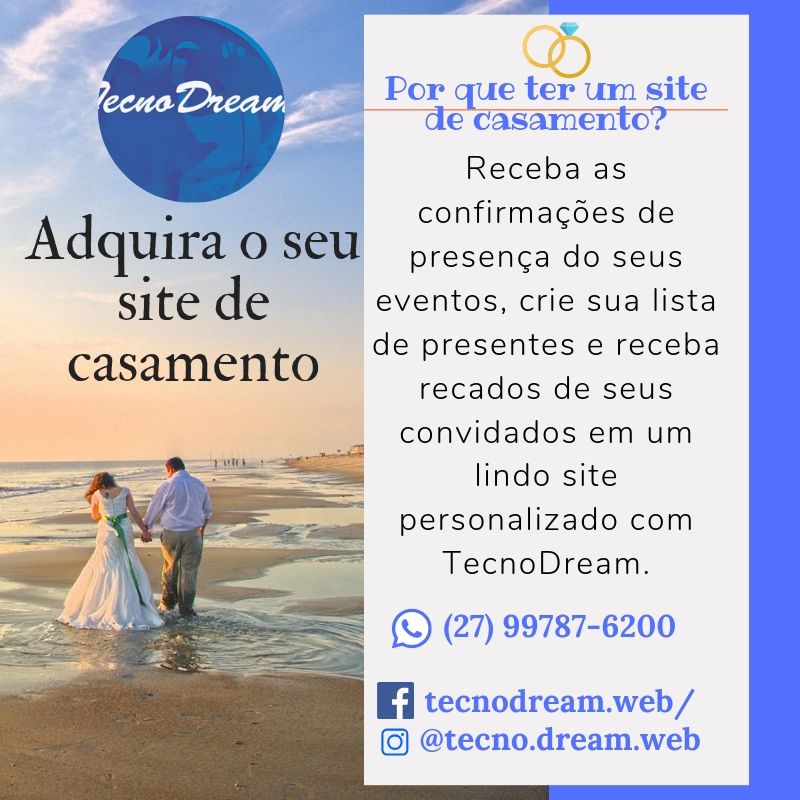 TecnoDream
Adquira o seu
site de
casamento
Por que ter um site
de casamento?
Receba as
confirmações de
presença do seus
eventos, crie sua lista
de presentes e receba
recados de seus
convidados em um
lindo site
personalizado com
TecnoDream.
(27) 99787-6200
tecnodream.web/
@tecno.dream.web